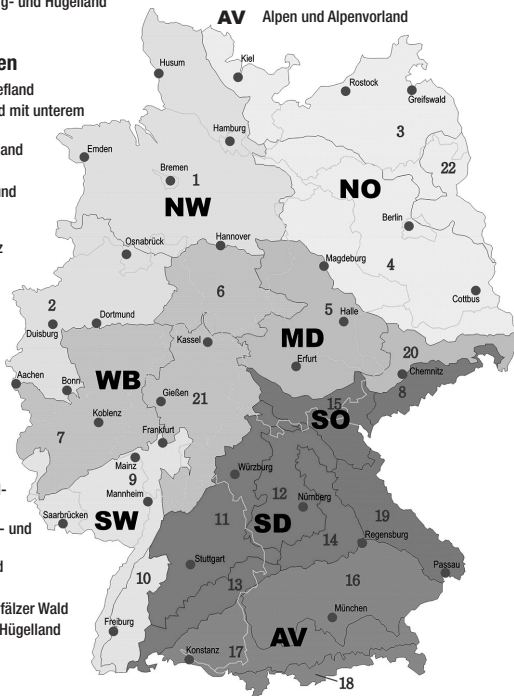 g- und Hügelland
AV Alpen und Alpenvorland
en
efland
d mit unterem
and
und
z
g-
- und
d
rfälzer Wald
Hügelland
Husum
Kiel
Rostock
Greifswald
3
Hamburg
Emden
22
Bremen
1
NO
NW
Berlin
Hannover
Osnabrück
Magdeburg
4
6
Cottbus
2
5
Halle
Dortmund
Duisburg
Kassel
MD
20
Erfurt
Chemnitz
Aachen
WB
8
Bonn
Gießen
21
15
SO
Koblenz
7
Frankfurt
Mainz
9
Würzburg
12
Mannheim
Nürnberg
19
SW
11
SD
Saarbrücken
14
Regensburg
Stuttgart
Passau
10
13
16
München
Freiburg
AV
Konstanz
17
18